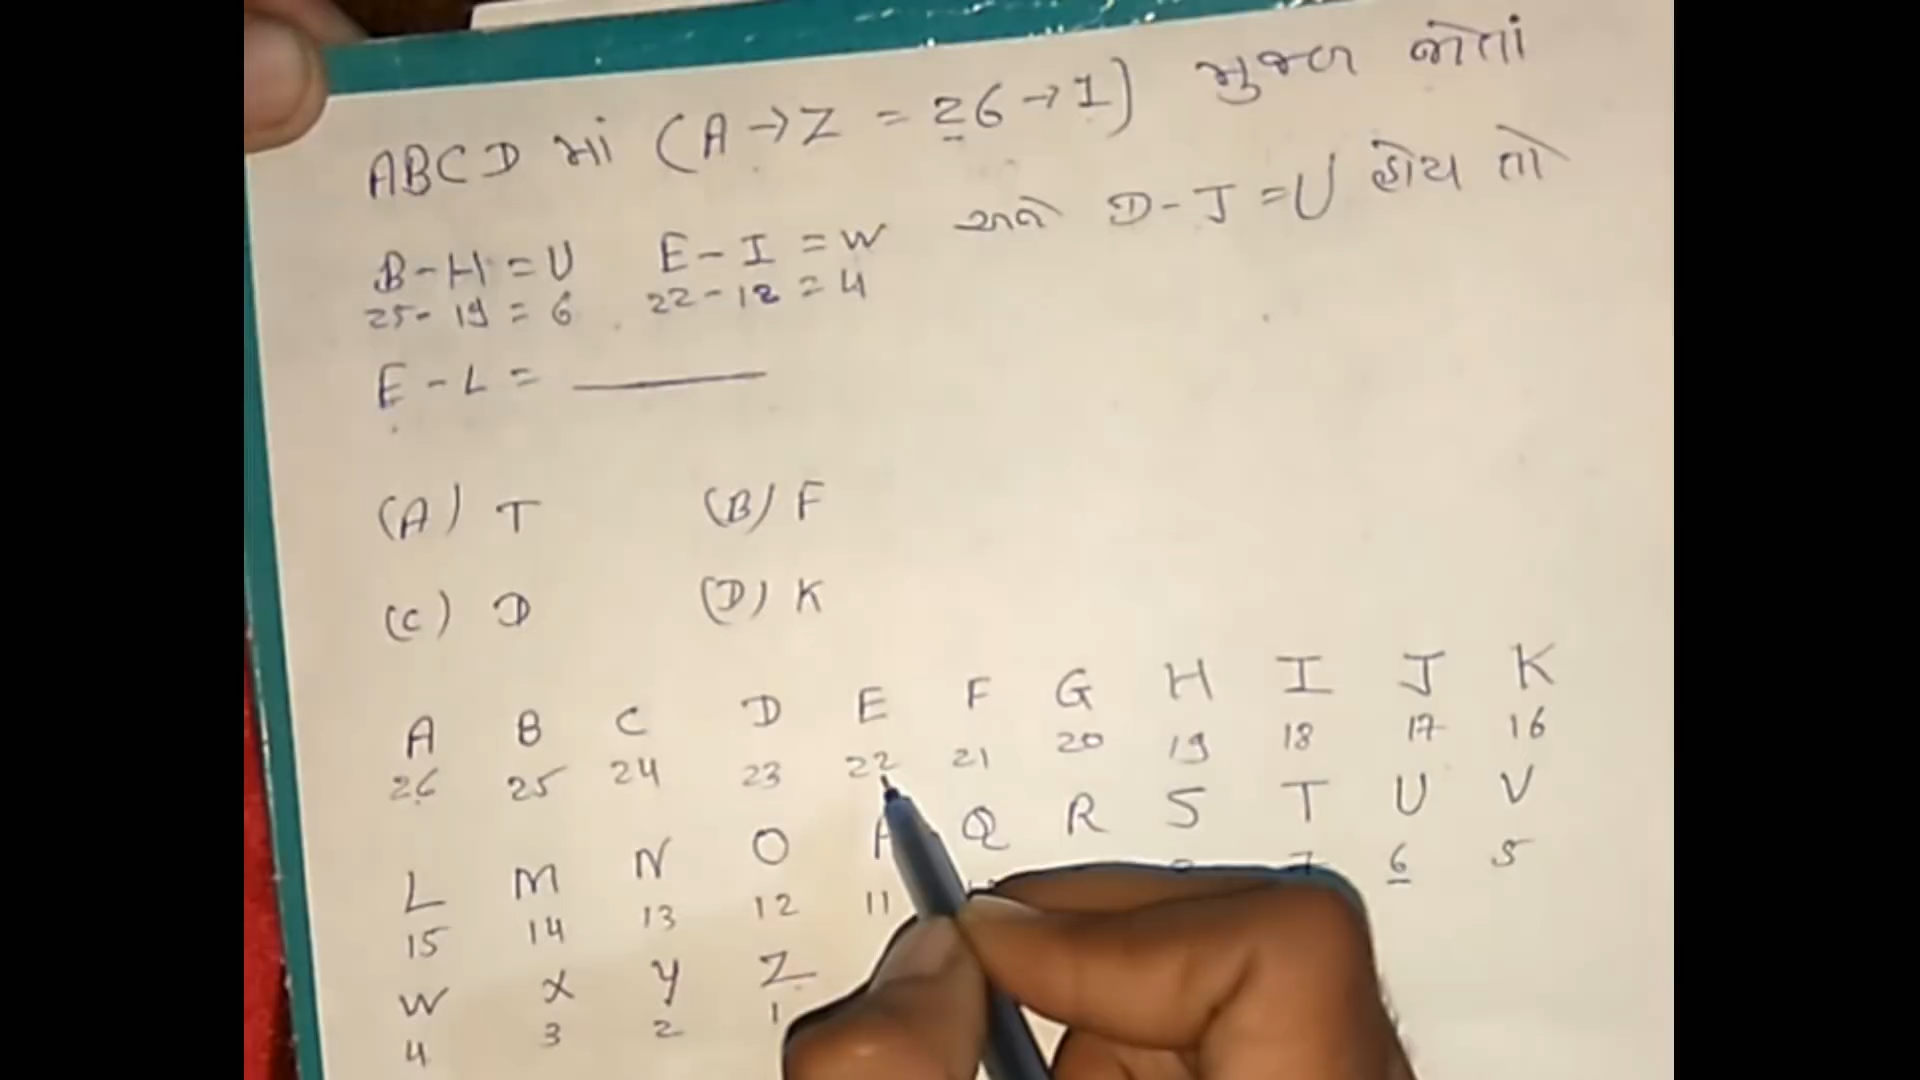 ABCD માં (A→Z = 26→1) મુજબ જોતાં
B-H=U E-I=W અને D-J=U હોય તો
25-19=6 22-18=4
E-L=
(A) T (B) F
(C) D (D) K
A B C D E F G H I J K
26 25 24 23 22 21 20 19 18 17 16
L M N O Q R S T U V
15 14 13 12 11 7 6 5
W X Y Z
4 3 2 1